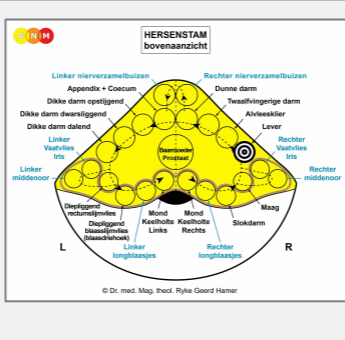 GNM
HERSENSTAM
bovenaanzicht
Linker nierverzamelbuizen
Rechter nierverzamelbuizen
Appendix + Coecum
Dunne darm
Dikke darm opstijgend
Twaalfvingerige darm
Dikke darm dwarsliggend
Alvleesklier
Dikke darm dalend
Lever
Linker
Vaatvlies
Iris
Rechter
Vaatvlies
Iris
Baarmoeder
Prostaat
Linker
middenoor
Rechter
middenoor
Diepliggend
rectumslijmvlies
Diepliggend
blaasslijmvlies
(blaasdriehoek)
Mond
Keelholte
Links
Mond
Keelholte
Rechts
Maag
Slokdarm
L
R
Linker
longblaasjes
Rechter
longblaasjes
© Dr. med. Mag. theol. Ryke Geerd Hamer